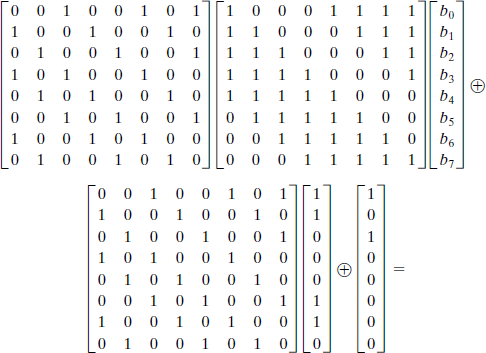 0 0 1 0 0 1 0 1 1 0 0 0 1 1 1 1 b₀
1 0 0 1 0 0 1 0 1 1 0 0 0 1 1 1 b₁
0 1 0 0 1 0 0 1 1 1 1 0 0 0 1 1 b₂
1 0 1 0 0 1 0 0 1 1 1 1 0 0 0 1 b₃
0 1 0 1 0 0 1 0 1 1 1 1 1 0 0 0 b₄ ⊕
0 0 1 0 1 0 0 1 0 1 1 1 1 1 0 0 b₅
1 0 0 1 0 1 0 0 0 0 1 1 1 1 1 0 b₆
0 1 0 0 1 0 1 0 0 0 0 1 1 1 1 1 b₇
0 0 1 0 0 1 0 1 1 1
1 0 0 1 0 0 1 0 1 0
0 1 0 0 1 0 0 1 0 1
1 0 1 0 0 1 0 0 0 0
0 1 0 1 0 0 1 0 0 ⊕ 0 =
0 0 1 0 1 0 0 1 1 0
1 0 0 1 0 1 0 0 1 0
0 1 0 0 1 0 1 0 0 0